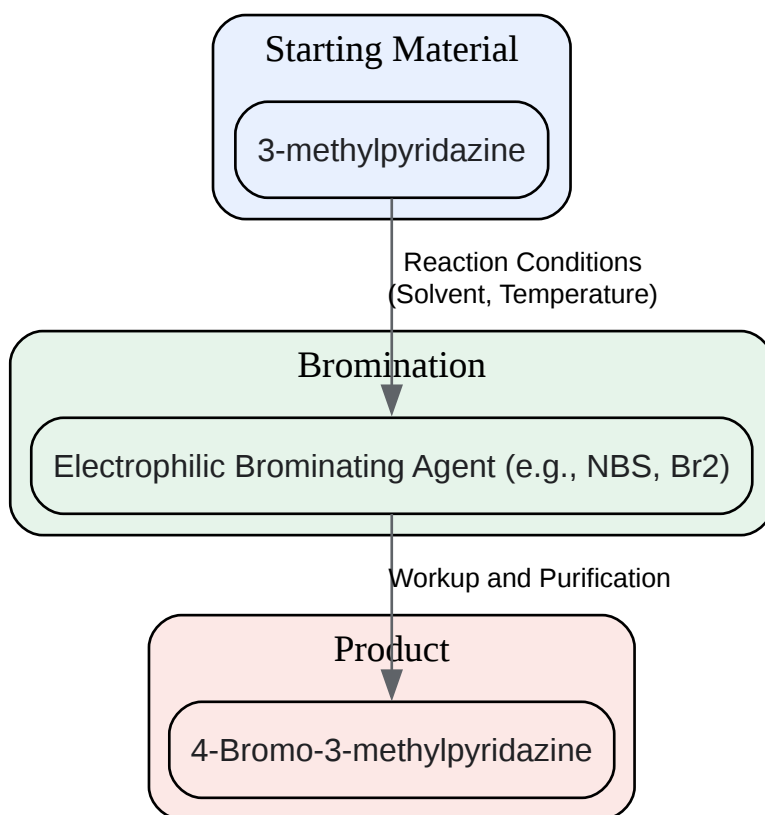 Starting Material
3-methylpyridazine
Reaction Conditions
(Solvent, Temperature)
Bromination
Electrophilic Brominating Agent (e.g., NBS, Br2)
Workup and Purification
Product
4-Bromo-3-methylpyridazine